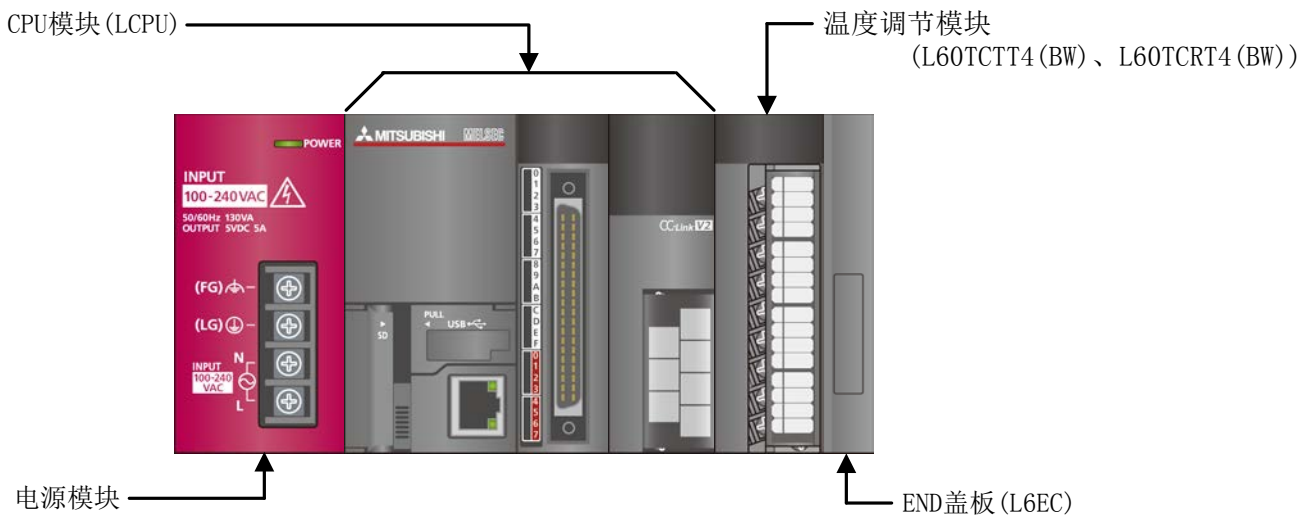 CPU模块(LCPU)
温度调节模块
(L60TCTT4(BW)、L60TCRT4(BW))
POWER
MITSUBISHI MELSEC
INPUT
100-240VAC
50/60Hz 130VA
OUTPUT 5VDC 5A
(FG)
(LG)
INPUT
100-240
VAC
N
L
SD
PULL
USB
0
1
2
3
4
5
6
7
8
9
A
B
C
D
E
F
0
1
2
3
4
5
6
7
CC-Link V2
电源模块
END盖板(L6EC)